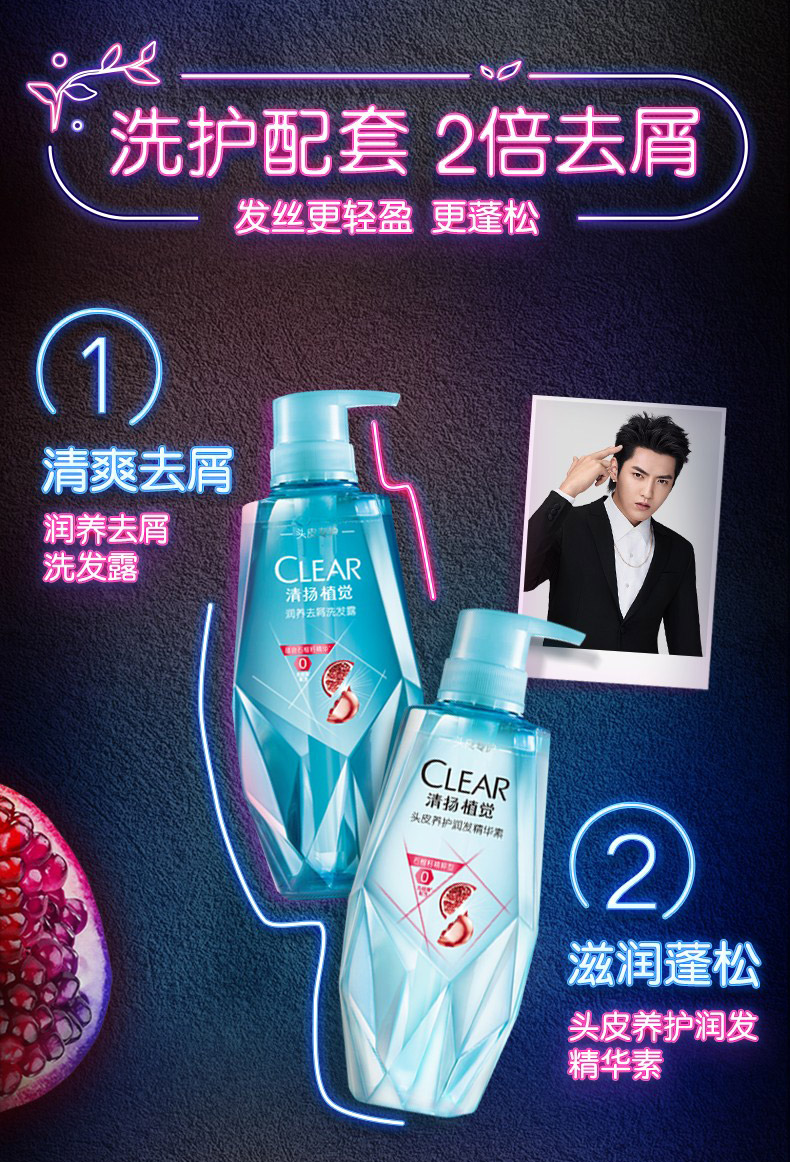 洗护配套 2倍去屑
发丝更轻盈 更蓬松
1
清爽去屑
润养去屑
洗发露
CLEAR
清扬植觉
润养去屑洗发露
0
CLEAR
清扬植觉
头皮养护润发精华素
0
2
滋润蓬松
头皮养护润发
精华素